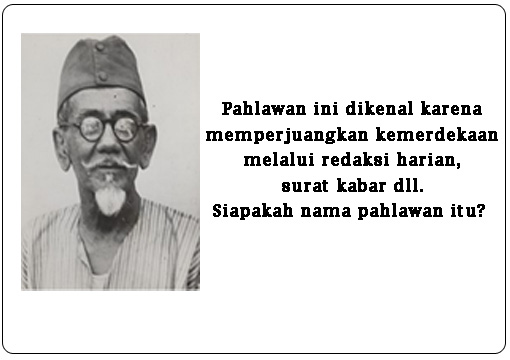 Pahlawan ini dikenal karena
memperjuangkan kemerdekaan
melalui redaksi harian,
surat kabar dll.
Siapakah nama pahlawan itu?